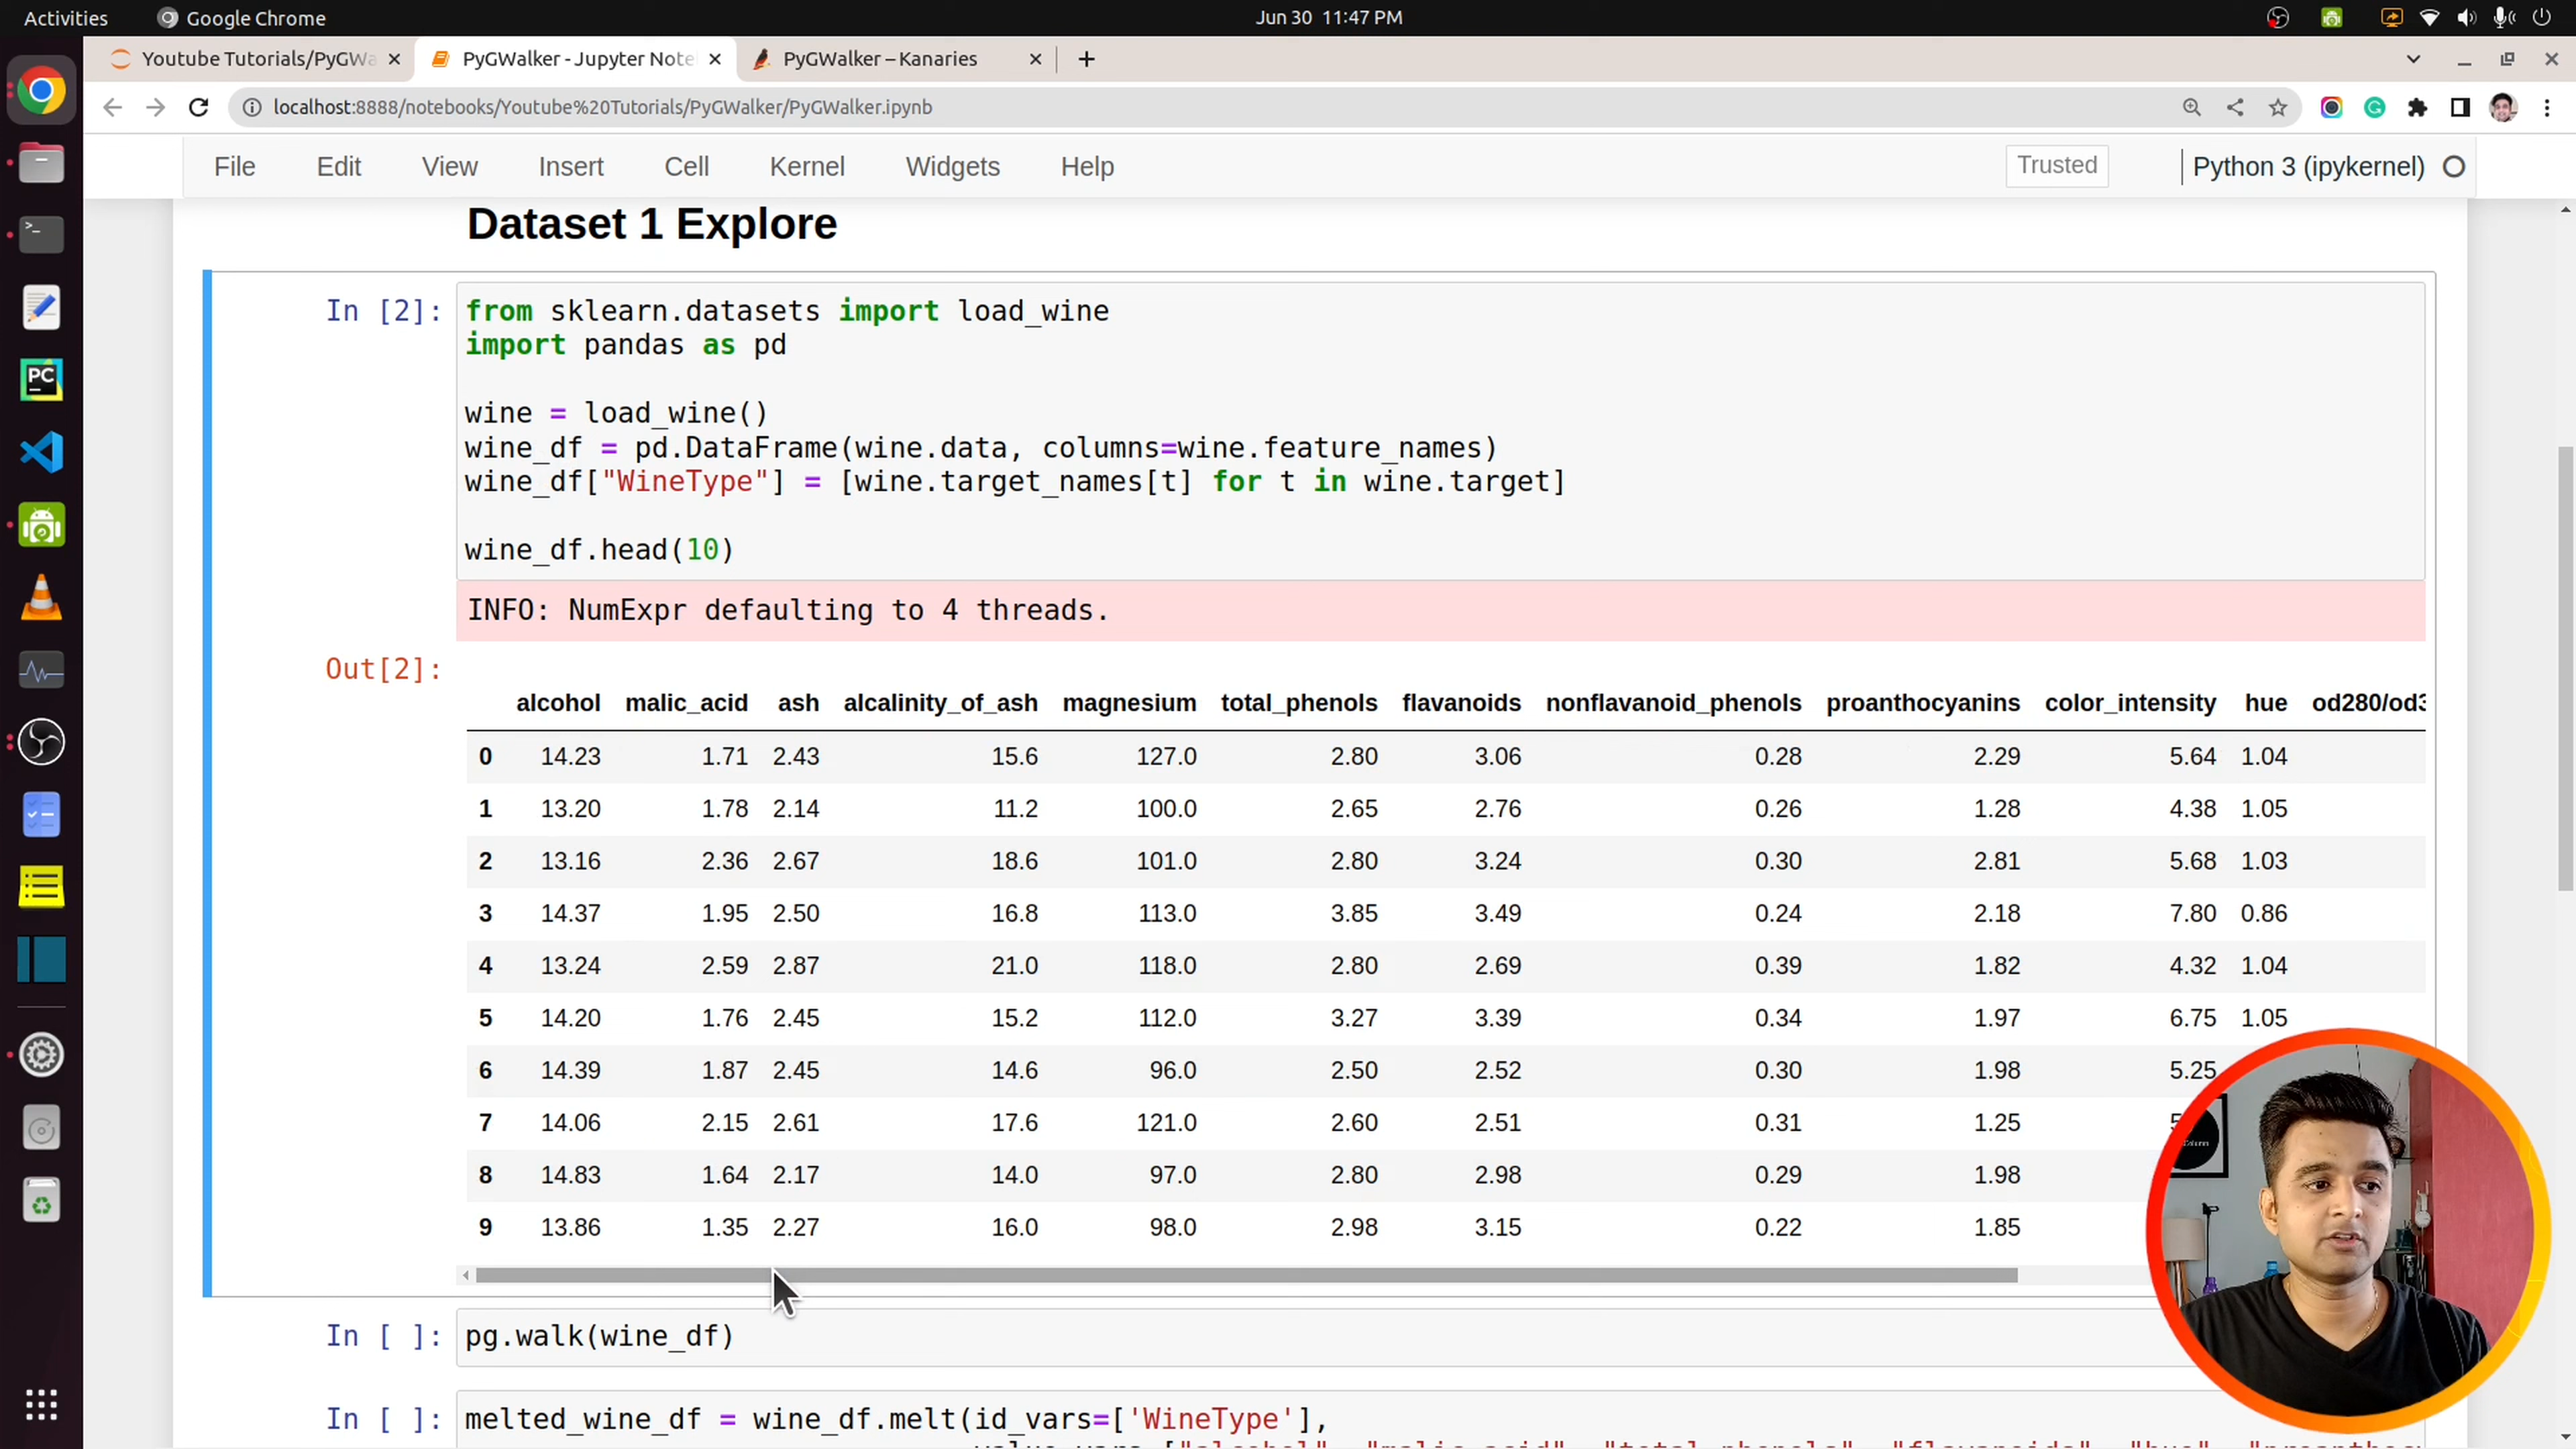 Activities
Google Chrome
Jun 30 11:47 PM
Youtube Tutorials/PyGWa
PyGWalker - Jupyter Note
PyGWalker – Kanaries
localhost:8888/notebooks/Youtube%20Tutorials/PyGWalker/PyGWalker.ipynb
File Edit View Insert Cell Kernel Widgets Help
Trusted
Python 3 (ipykernel)
Dataset 1 Explore
In [2]:
from sklearn.datasets import load_wine
import pandas as pd
wine = load_wine()
wine_df = pd.DataFrame(wine.data, columns=wine.feature_names)
wine_df["WineType"] = [wine.target_names[t] for t in wine.target]
wine_df.head(10)
INFO: NumExpr defaulting to 4 threads.
Out[2]:
alcohol malic_acid ash alcalinity_of_ash magnesium total_phenols flavanoids nonflavanoid_phenols proanthocyanins color_intensity hue od280/od3
0 14.23 1.71 2.43 15.6 127.0 2.80 3.06 0.28 2.29 5.64 1.04
1 13.20 1.78 2.14 11.2 100.0 2.65 2.76 0.26 1.28 4.38 1.05
2 13.16 2.36 2.67 18.6 101.0 2.80 3.24 0.30 2.81 5.68 1.03
3 14.37 1.95 2.50 16.8 113.0 3.85 3.49 0.24 2.18 7.80 0.86
4 13.24 2.59 2.87 21.0 118.0 2.80 2.69 0.39 1.82 4.32 1.04
5 14.20 1.76 2.45 15.2 112.0 3.27 3.39 0.34 1.97 6.75 1.05
6 14.39 1.87 2.45 14.6 96.0 2.50 2.52 0.30 1.98 5.25
7 14.06 2.15 2.61 17.6 121.0 2.60 2.51 0.31 1.25
8 14.83 1.64 2.17 14.0 97.0 2.80 2.98 0.29 1.98
9 13.86 1.35 2.27 16.0 98.0 2.98 3.15 0.22 1.85
In [ ]:
pg.walk(wine_df)
In [ ]:
melted_wine_df = wine_df.melt(id_vars=['WineType'],